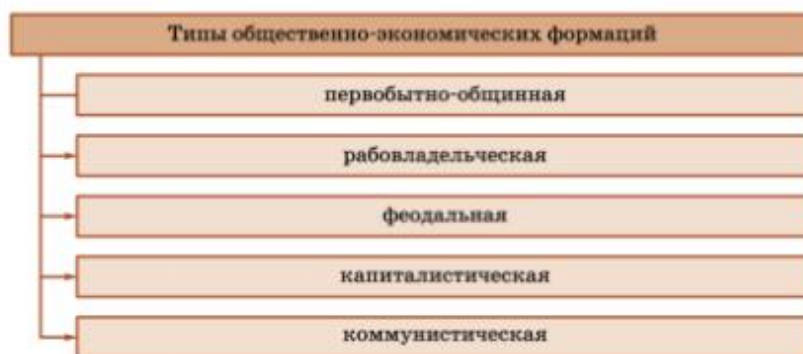 Типы общественно-экономических формаций
первобытно-общинная
рабовладельческая
феодальная
капиталистическая
коммунистическая